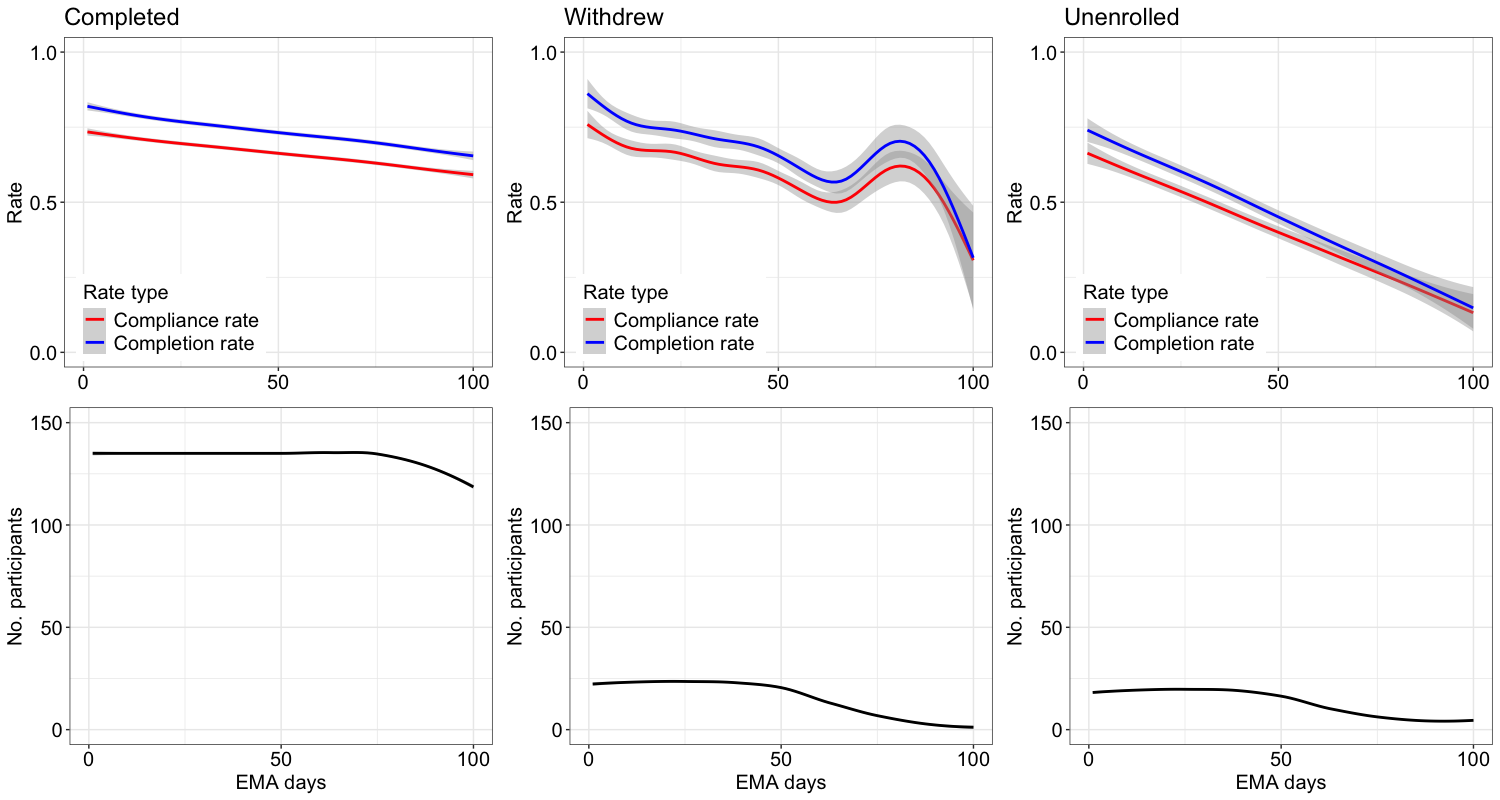 Completed
Withdrew
Unenrolled
1.0
0.5
0.0
Rate
Rate type
Compliance rate
Completion rate
0
50
100
1.0
0.5
0.0
Rate
Rate type
Compliance rate
Completion rate
0
50
100
1.0
0.5
0.0
Rate
Rate type
Compliance rate
Completion rate
0
50
100
150
100
50
0
No. participants
0
50
100
EMA days
150
100
50
0
No. participants
0
50
100
EMA days
150
100
50
0
No. participants
0
50
100
EMA days